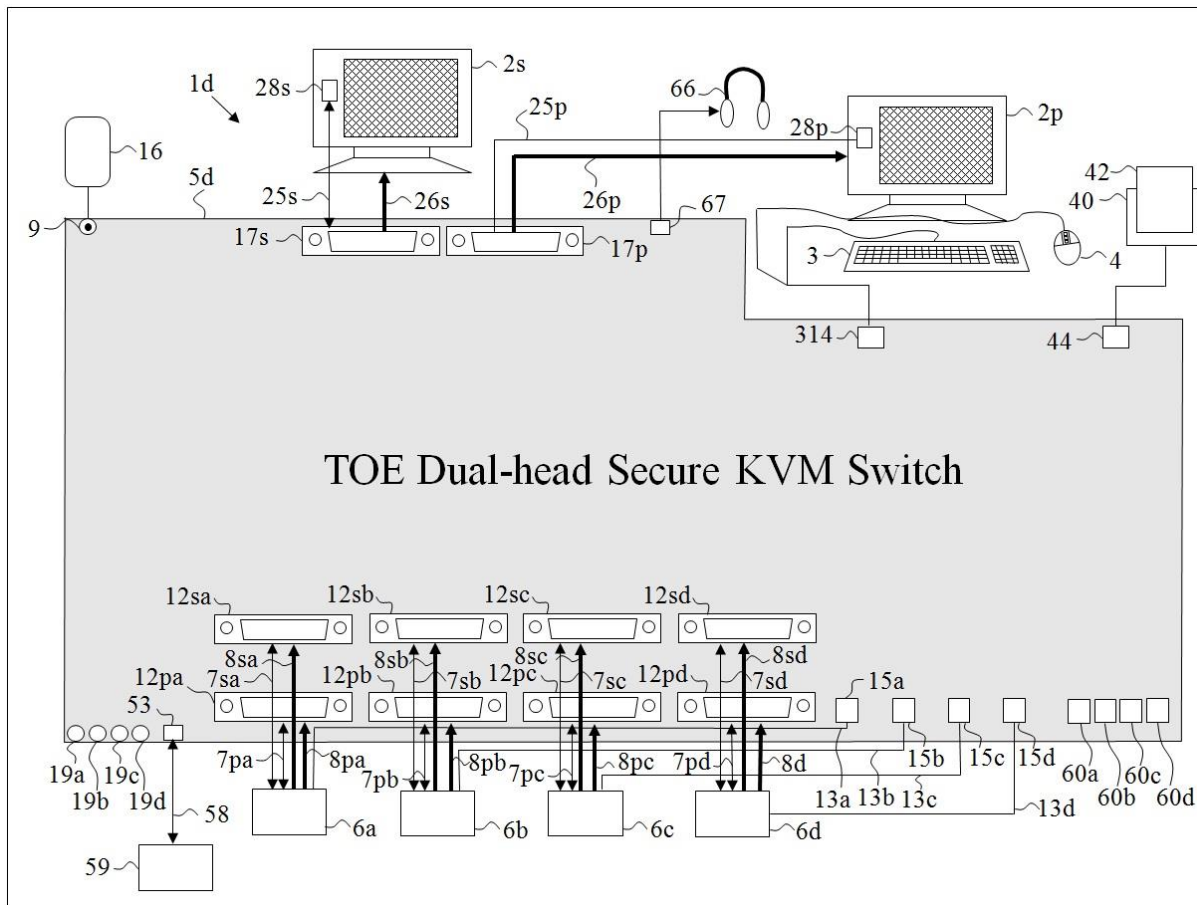 2s
28s
1d
66
25p
28p
2p
16
42
40
5d
25s
26s
26p
67
9
17s
17p
3
4
314
44
TOE Dual-head Secure KVM Switch
12sa
12sb
12sc
12sd
8sa
8sb
8sc
8sd
12pa
7sa
12pb
7sb
12pc
7sc
12pd
7sd
15a
53
19a
19c
7pa
8pa
7pb
8pb
7pc
8pc
7pd
8d
15b
15c
15d
60a
60c
19b
19d
13a
13b
13c
60b
60d
58
13d
6a
6b
6c
6d
59